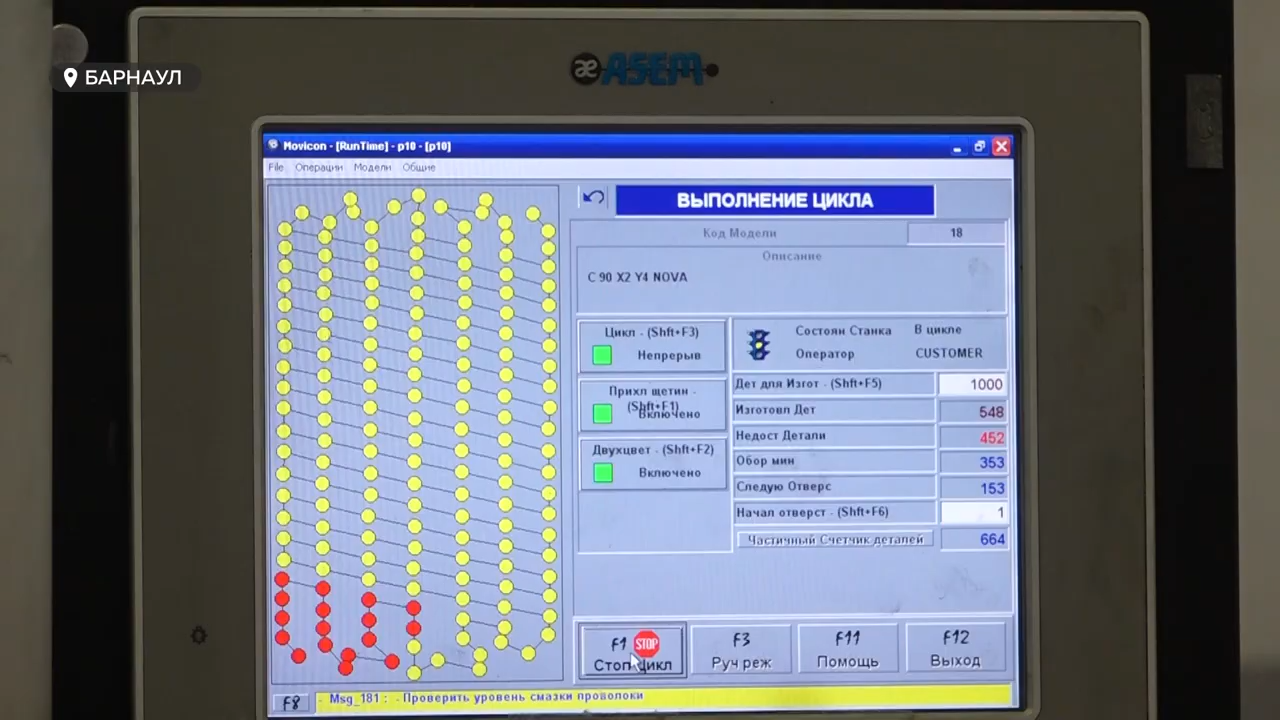 БАРНАУЛ
æ ASEM
Movicon - [RunTime] - p10 - [p10]
File Операции Модели Общие
ВЫПОЛНЕНИЕ ЦИКЛА
Код Модели 18
Описание
C 90 X2 Y4 NOVA
Цикл - (Shft+F3)
Непрерыв
Прихл щетин -
(Shft+F1)
Включено
Двухцвет - (Shft+F2)
Включено
Состоян Станка В цикле
Оператор CUSTOMER
Дет для Изгот - (Shft+F5) 1000
Изготовл Дет 548
Недост Детали 452
Обор мин 353
Следую Отверс 153
Начал отверст - (Shft+F6) 1
Частичный Счетчик деталей 664
F1 STOP
Стоп Цикл
F3
Руч реж
F11
Помощь
F12
Выход
F8 - Msg_181 : - Проверить уровень смазки проволоки